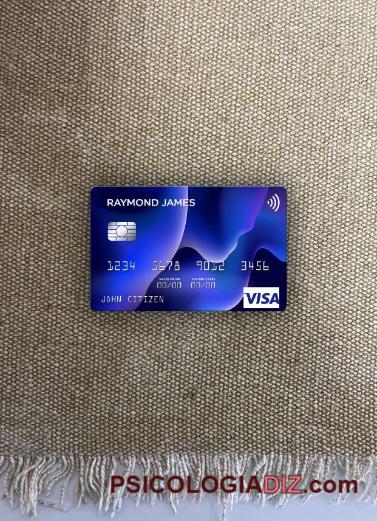 RAYMOND JAMES
1234 5678 9012 3456
00/00 00/00
JOHN CITIZEN
VISA
PSICOLOGIADIZ.com